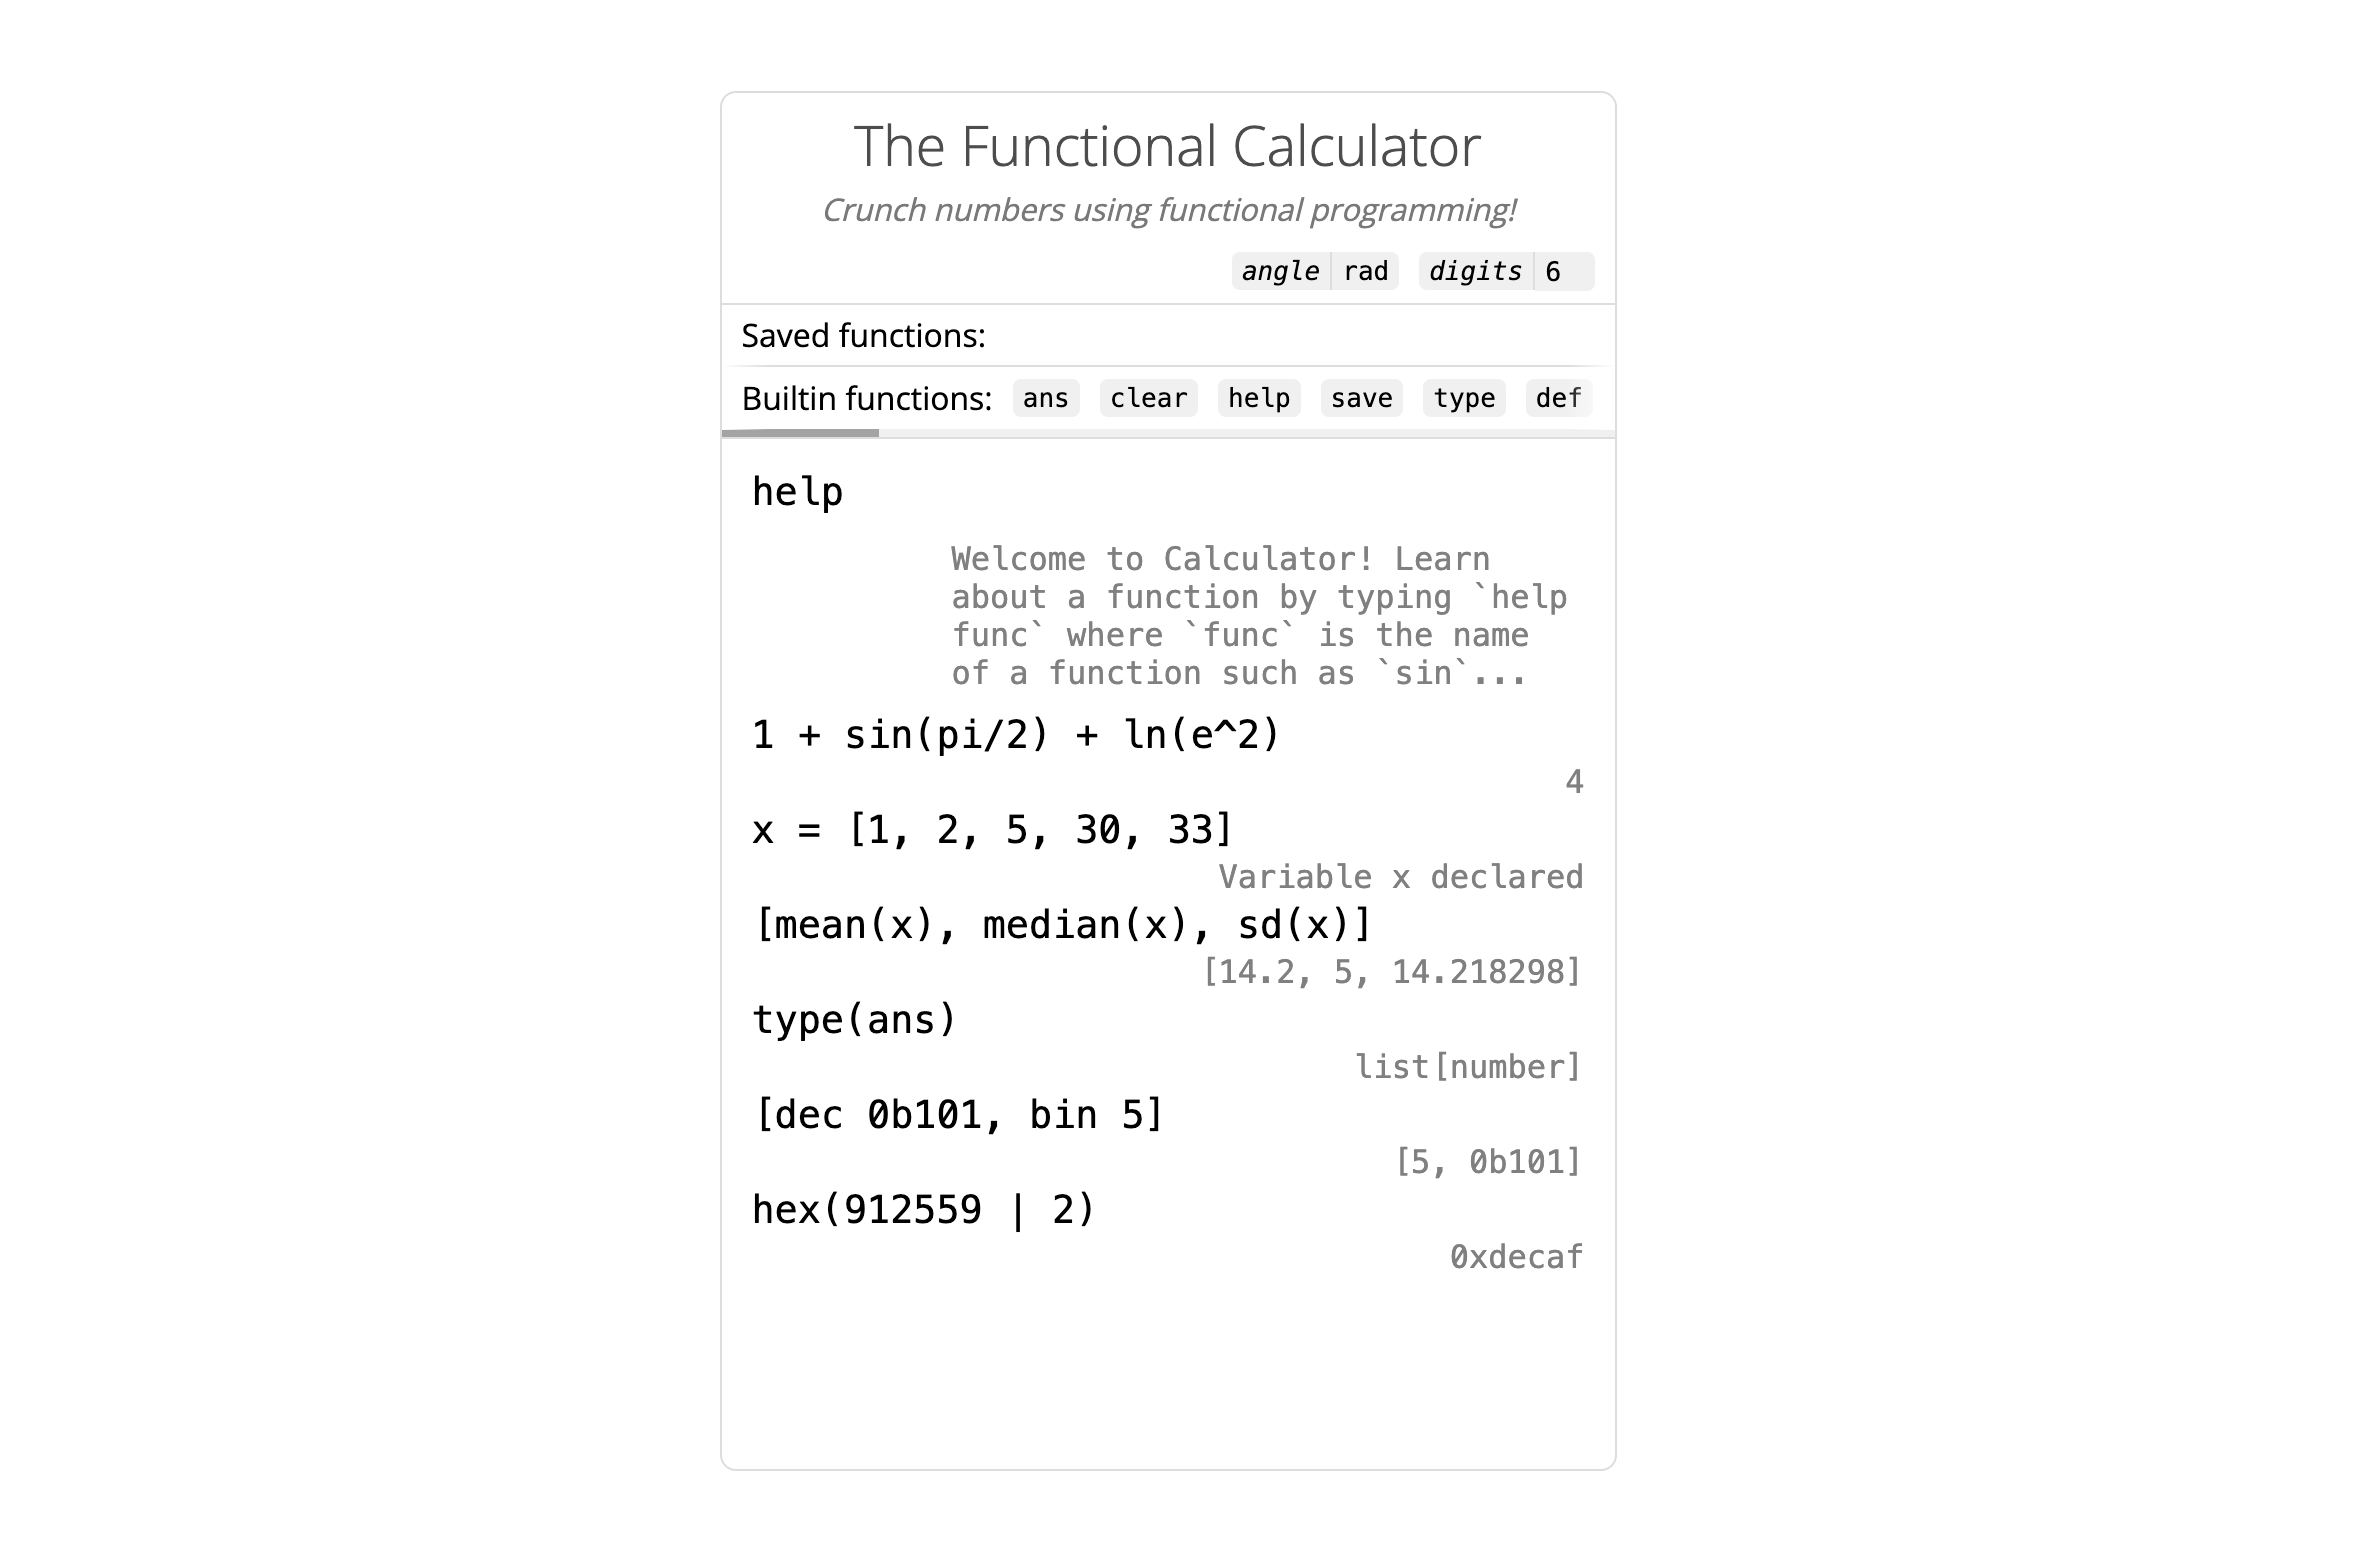 The Functional Calculator
Crunch numbers using functional programming!
angle rad digits 6
Saved functions:
Builtin functions: ans clear help save type def
help
Welcome to Calculator! Learn
about a function by typing `help
func` where `func` is the name
of a function such as `sin`...
1 + sin(pi/2) + ln(e^2)
4
x = [1, 2, 5, 30, 33]
Variable x declared
[mean(x), median(x), sd(x)]
[14.2, 5, 14.218298]
type(ans)
list[number]
[dec 0b101, bin 5]
[5, 0b101]
hex(912559 | 2)
0xdecaf